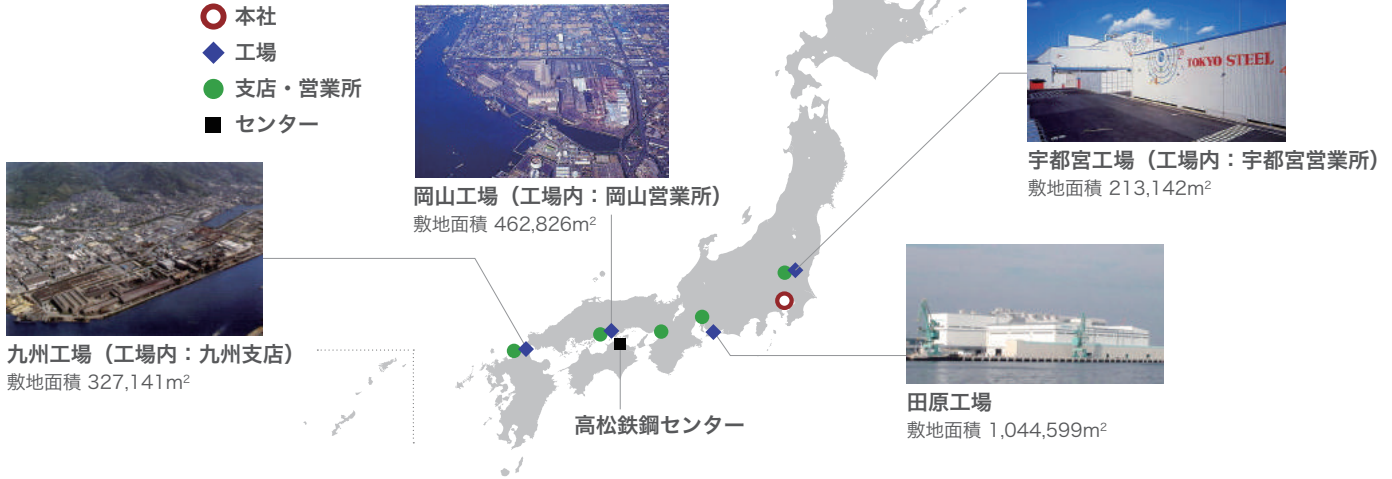 本社
工場
支店・営業所
センター
岡山工場（工場内：岡山営業所）
敷地面積 462,826m²
TOKYO STEEL
宇都宮工場（工場内：宇都宮営業所）
敷地面積 213,142m²
九州工場（工場内：九州支店）
敷地面積 327,141m²
高松鉄鋼センター
田原工場
敷地面積 1,044,599m²